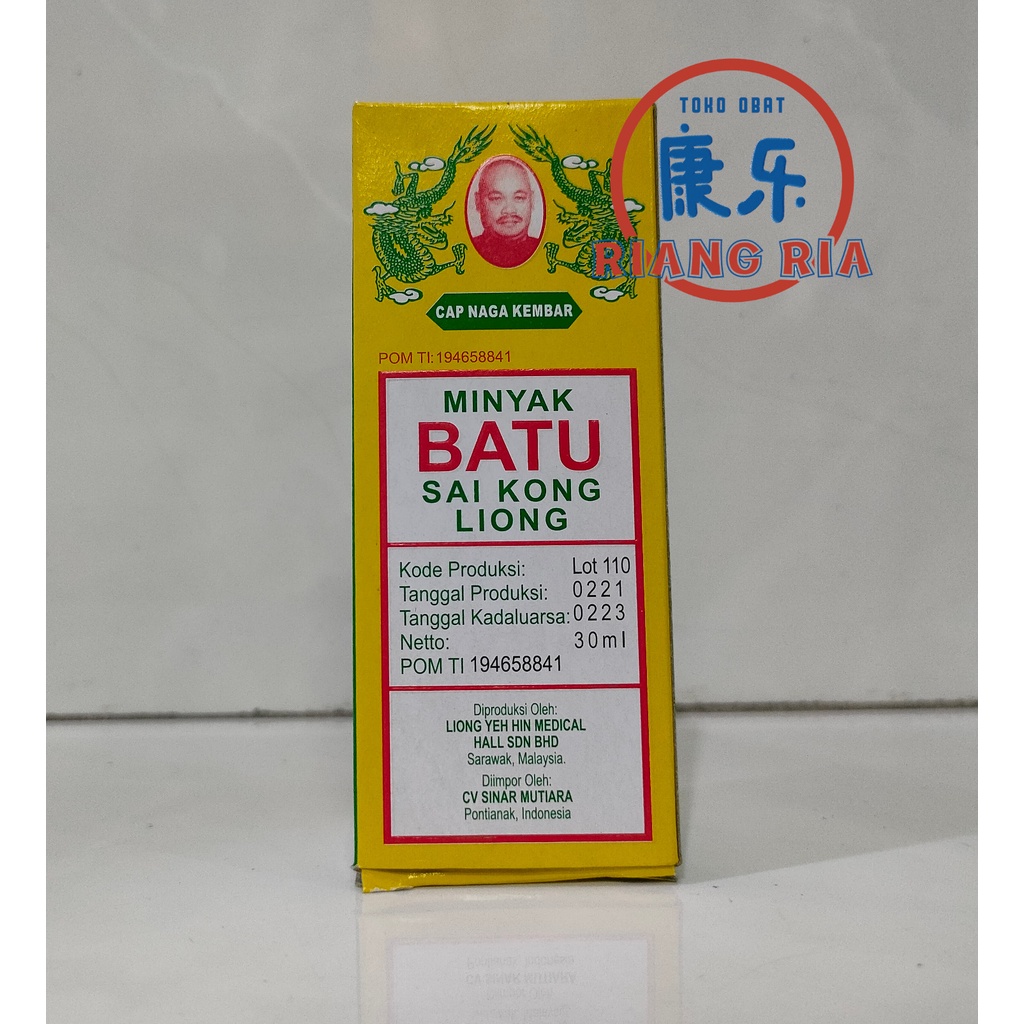 TOKO OBAT
康乐
RIANG RIA
CAP NAGA KEMBAR
POM TI: 194658841
MINYAK
BATU
SAI KONG
LIONG
Kode Produksi: Lot 110
Tanggal Produksi: 0221
Tanggal Kadaluarsa: 0223
Netto: 30ml
POM TI 194658841
Diproduksi Oleh:
LIONG YEH HIN MEDICAL
HALL SDN BHD
Sarawak, Malaysia.
Diimpor Oleh:
CV SINAR MUTIARA
Pontianak, Indonesia